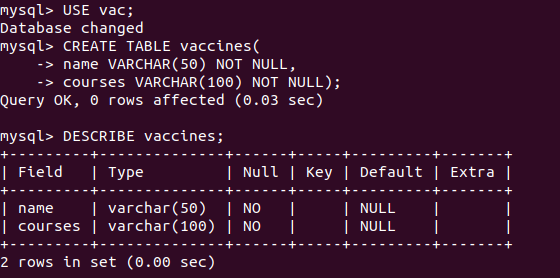 mysql> USE vac;
Database changed
mysql> CREATE TABLE vaccines(
    -> name VARCHAR(50) NOT NULL,
    -> courses VARCHAR(100) NOT NULL);
Query OK, 0 rows affected (0.03 sec)

mysql> DESCRIBE vaccines;
+---------+--------------+------+-----+---------+-------+
| Field   | Type         | Null | Key | Default | Extra |
+---------+--------------+------+-----+---------+-------+
| name    | varchar(50)  | NO   |     | NULL    |       |
| courses | varchar(100) | NO   |     | NULL    |       |
+---------+--------------+------+-----+---------+-------+
2 rows in set (0.00 sec)